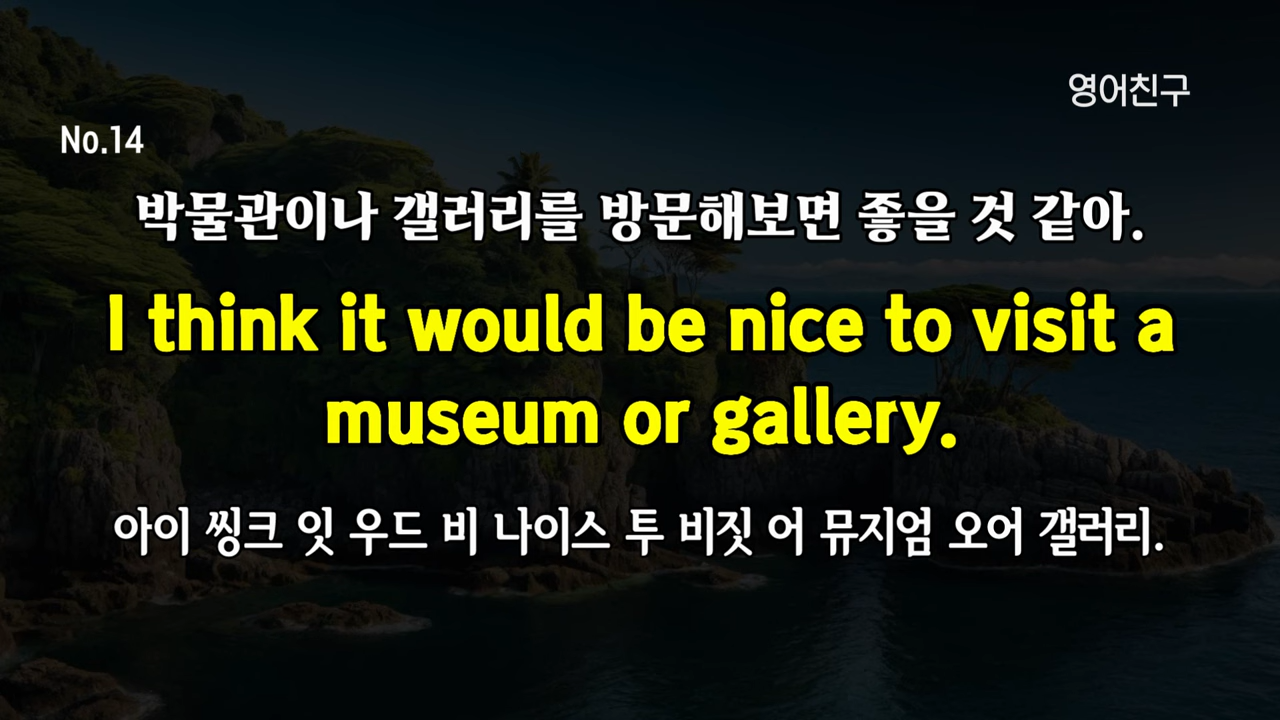 영어친구
No.14
박물관이나 갤러리를 방문해보면 좋을 것 같아.
I think it would be nice to visit a
museum or gallery.
아이 씽크 잇 우드 비 나이스 투 비짓 어 뮤지엄 오어 갤러리.